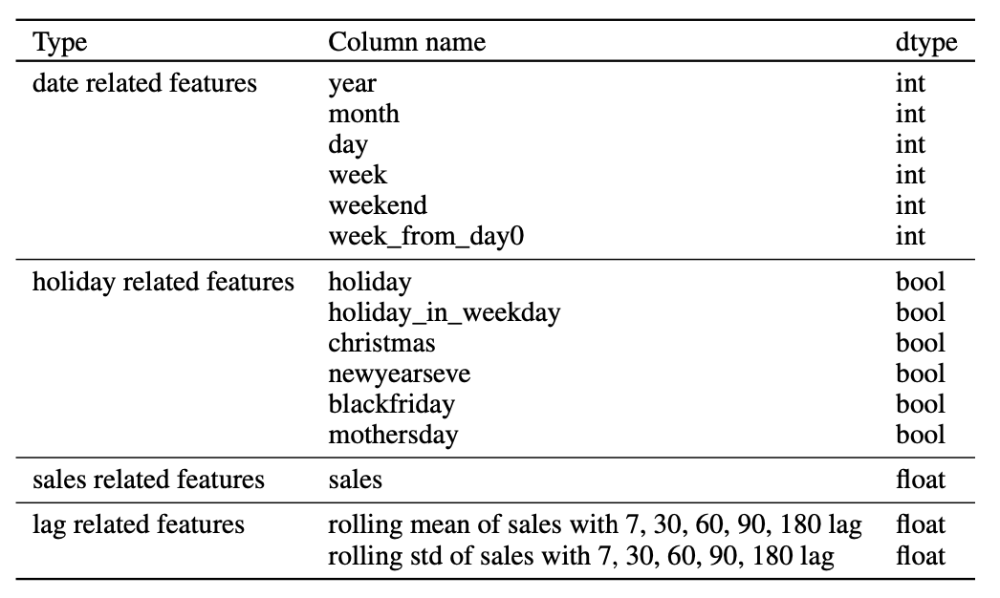 Type Column name dtype
date related features year int
month int
day int
week int
weekend int
week_from_day0 int
holiday related features holiday bool
holiday_in_weekday bool
christmas bool
newyearseve bool
blackfriday bool
mothersday bool
sales related features sales float
lag related features rolling mean of sales with 7, 30, 60, 90, 180 lag float
rolling std of sales with 7, 30, 60, 90, 180 lag float